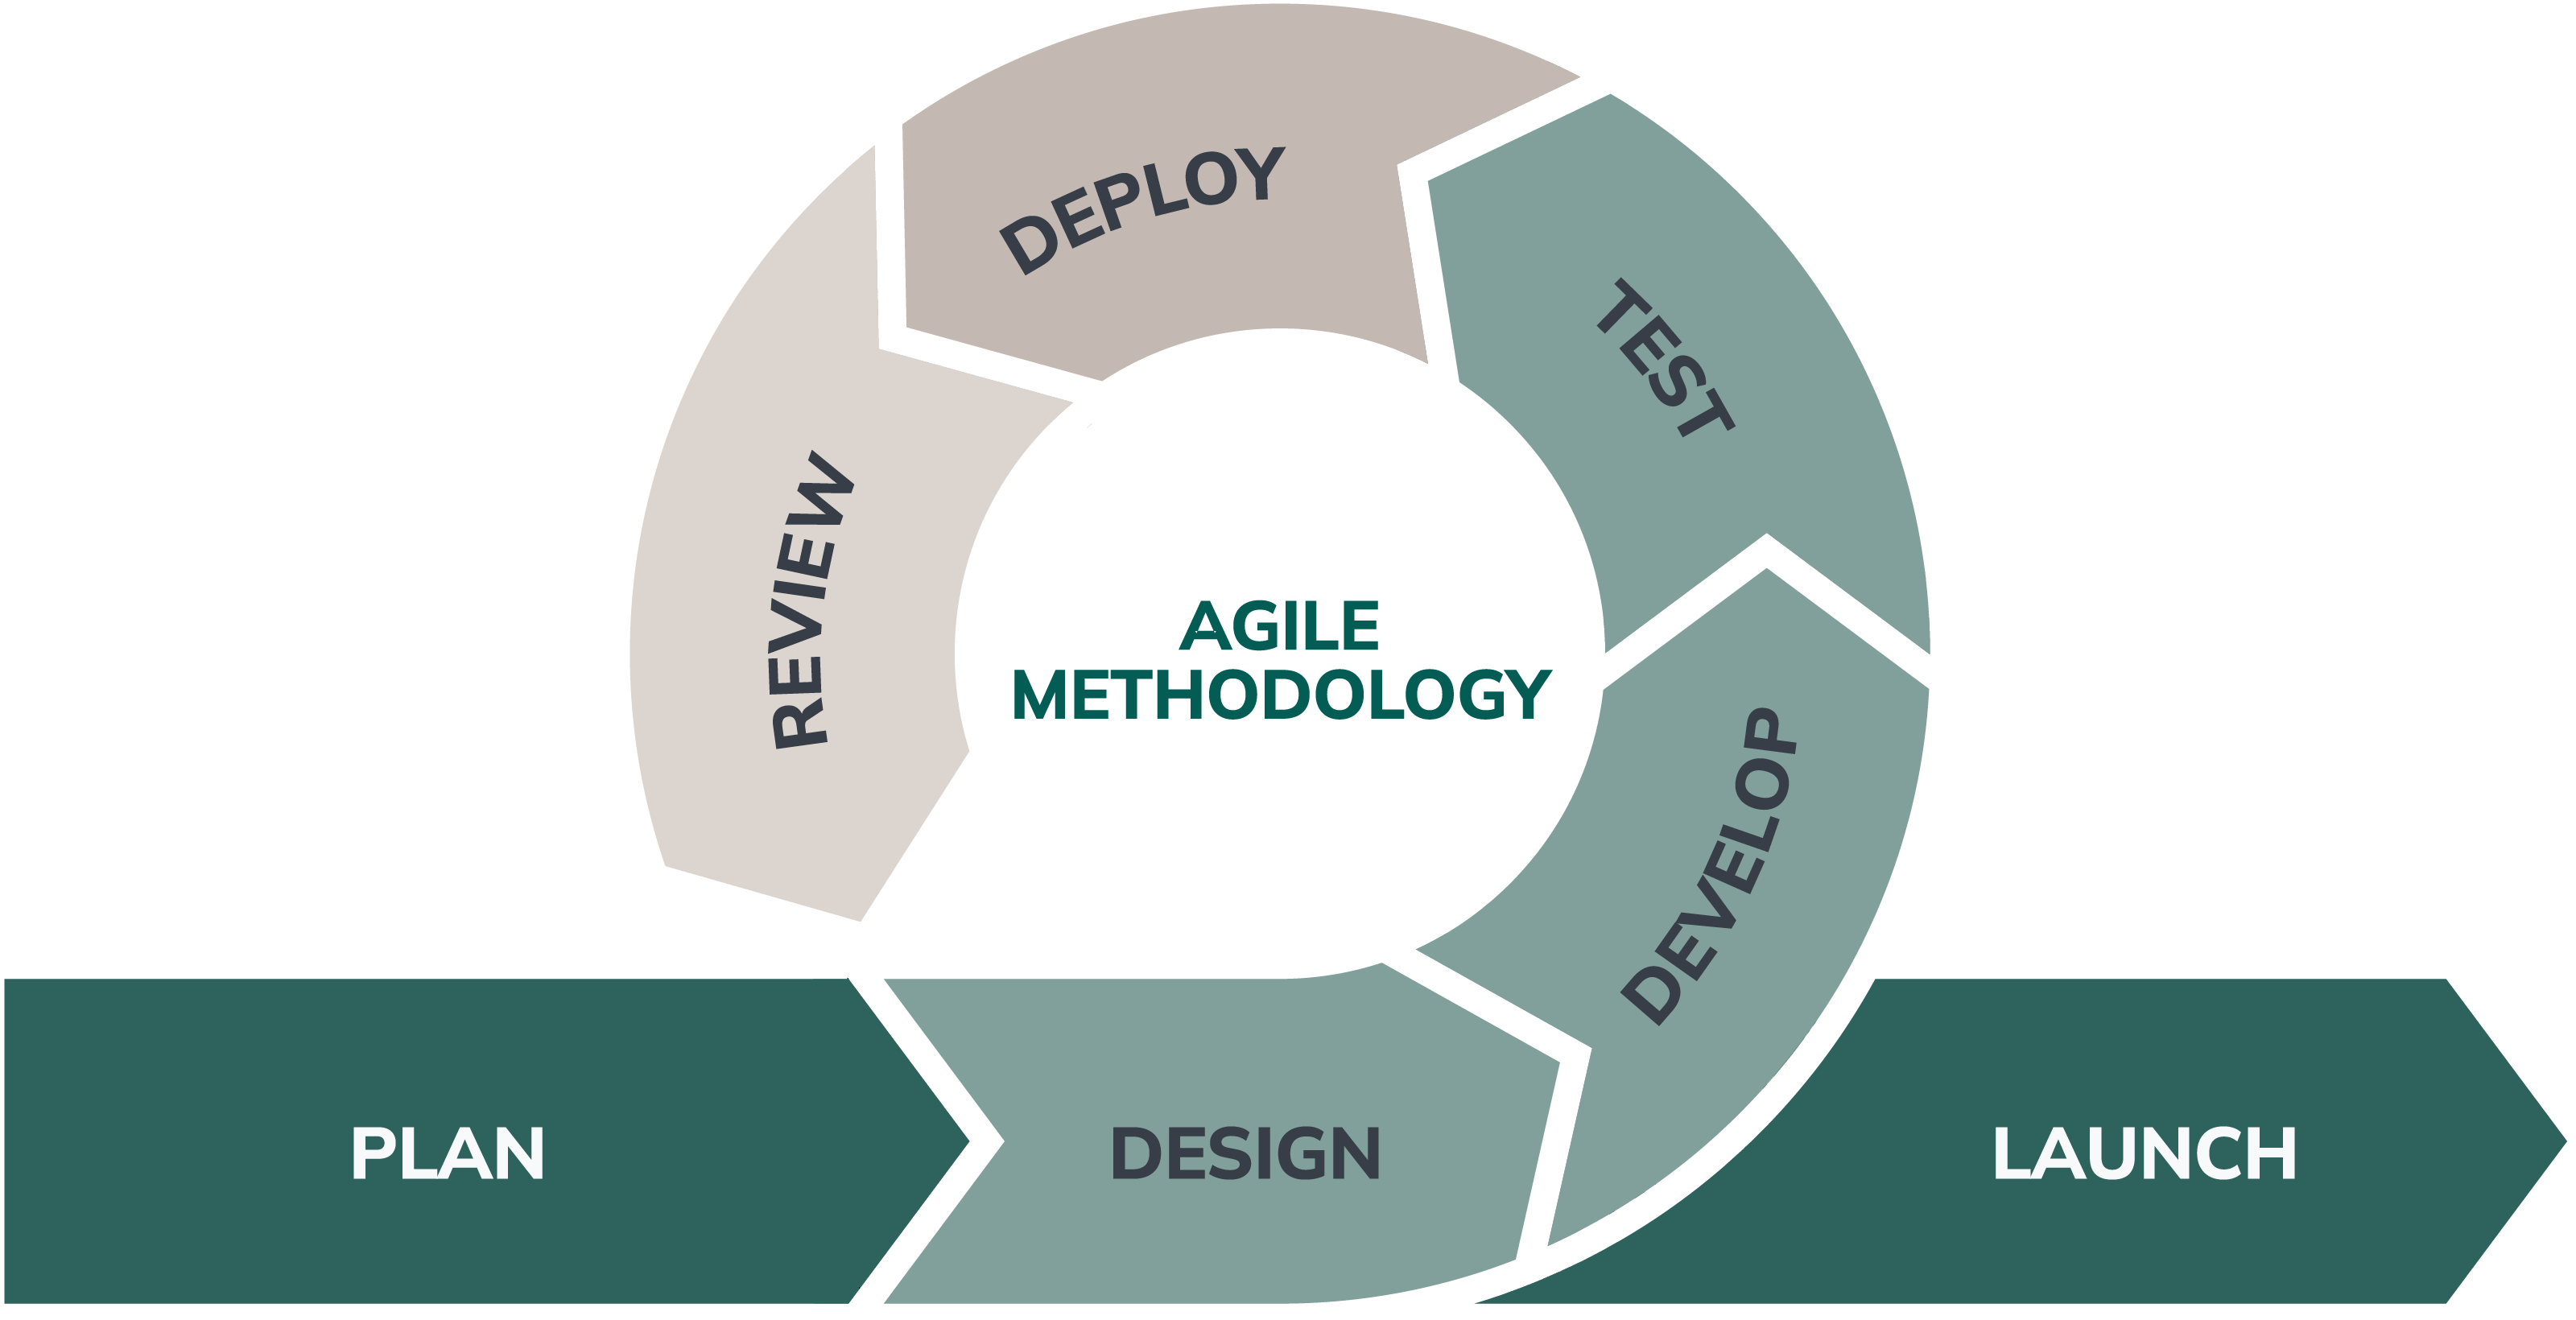 DEPLOY
TEST
REVIEW
AGILE
METHODOLOGY
DEVELOP
PLAN
DESIGN
LAUNCH